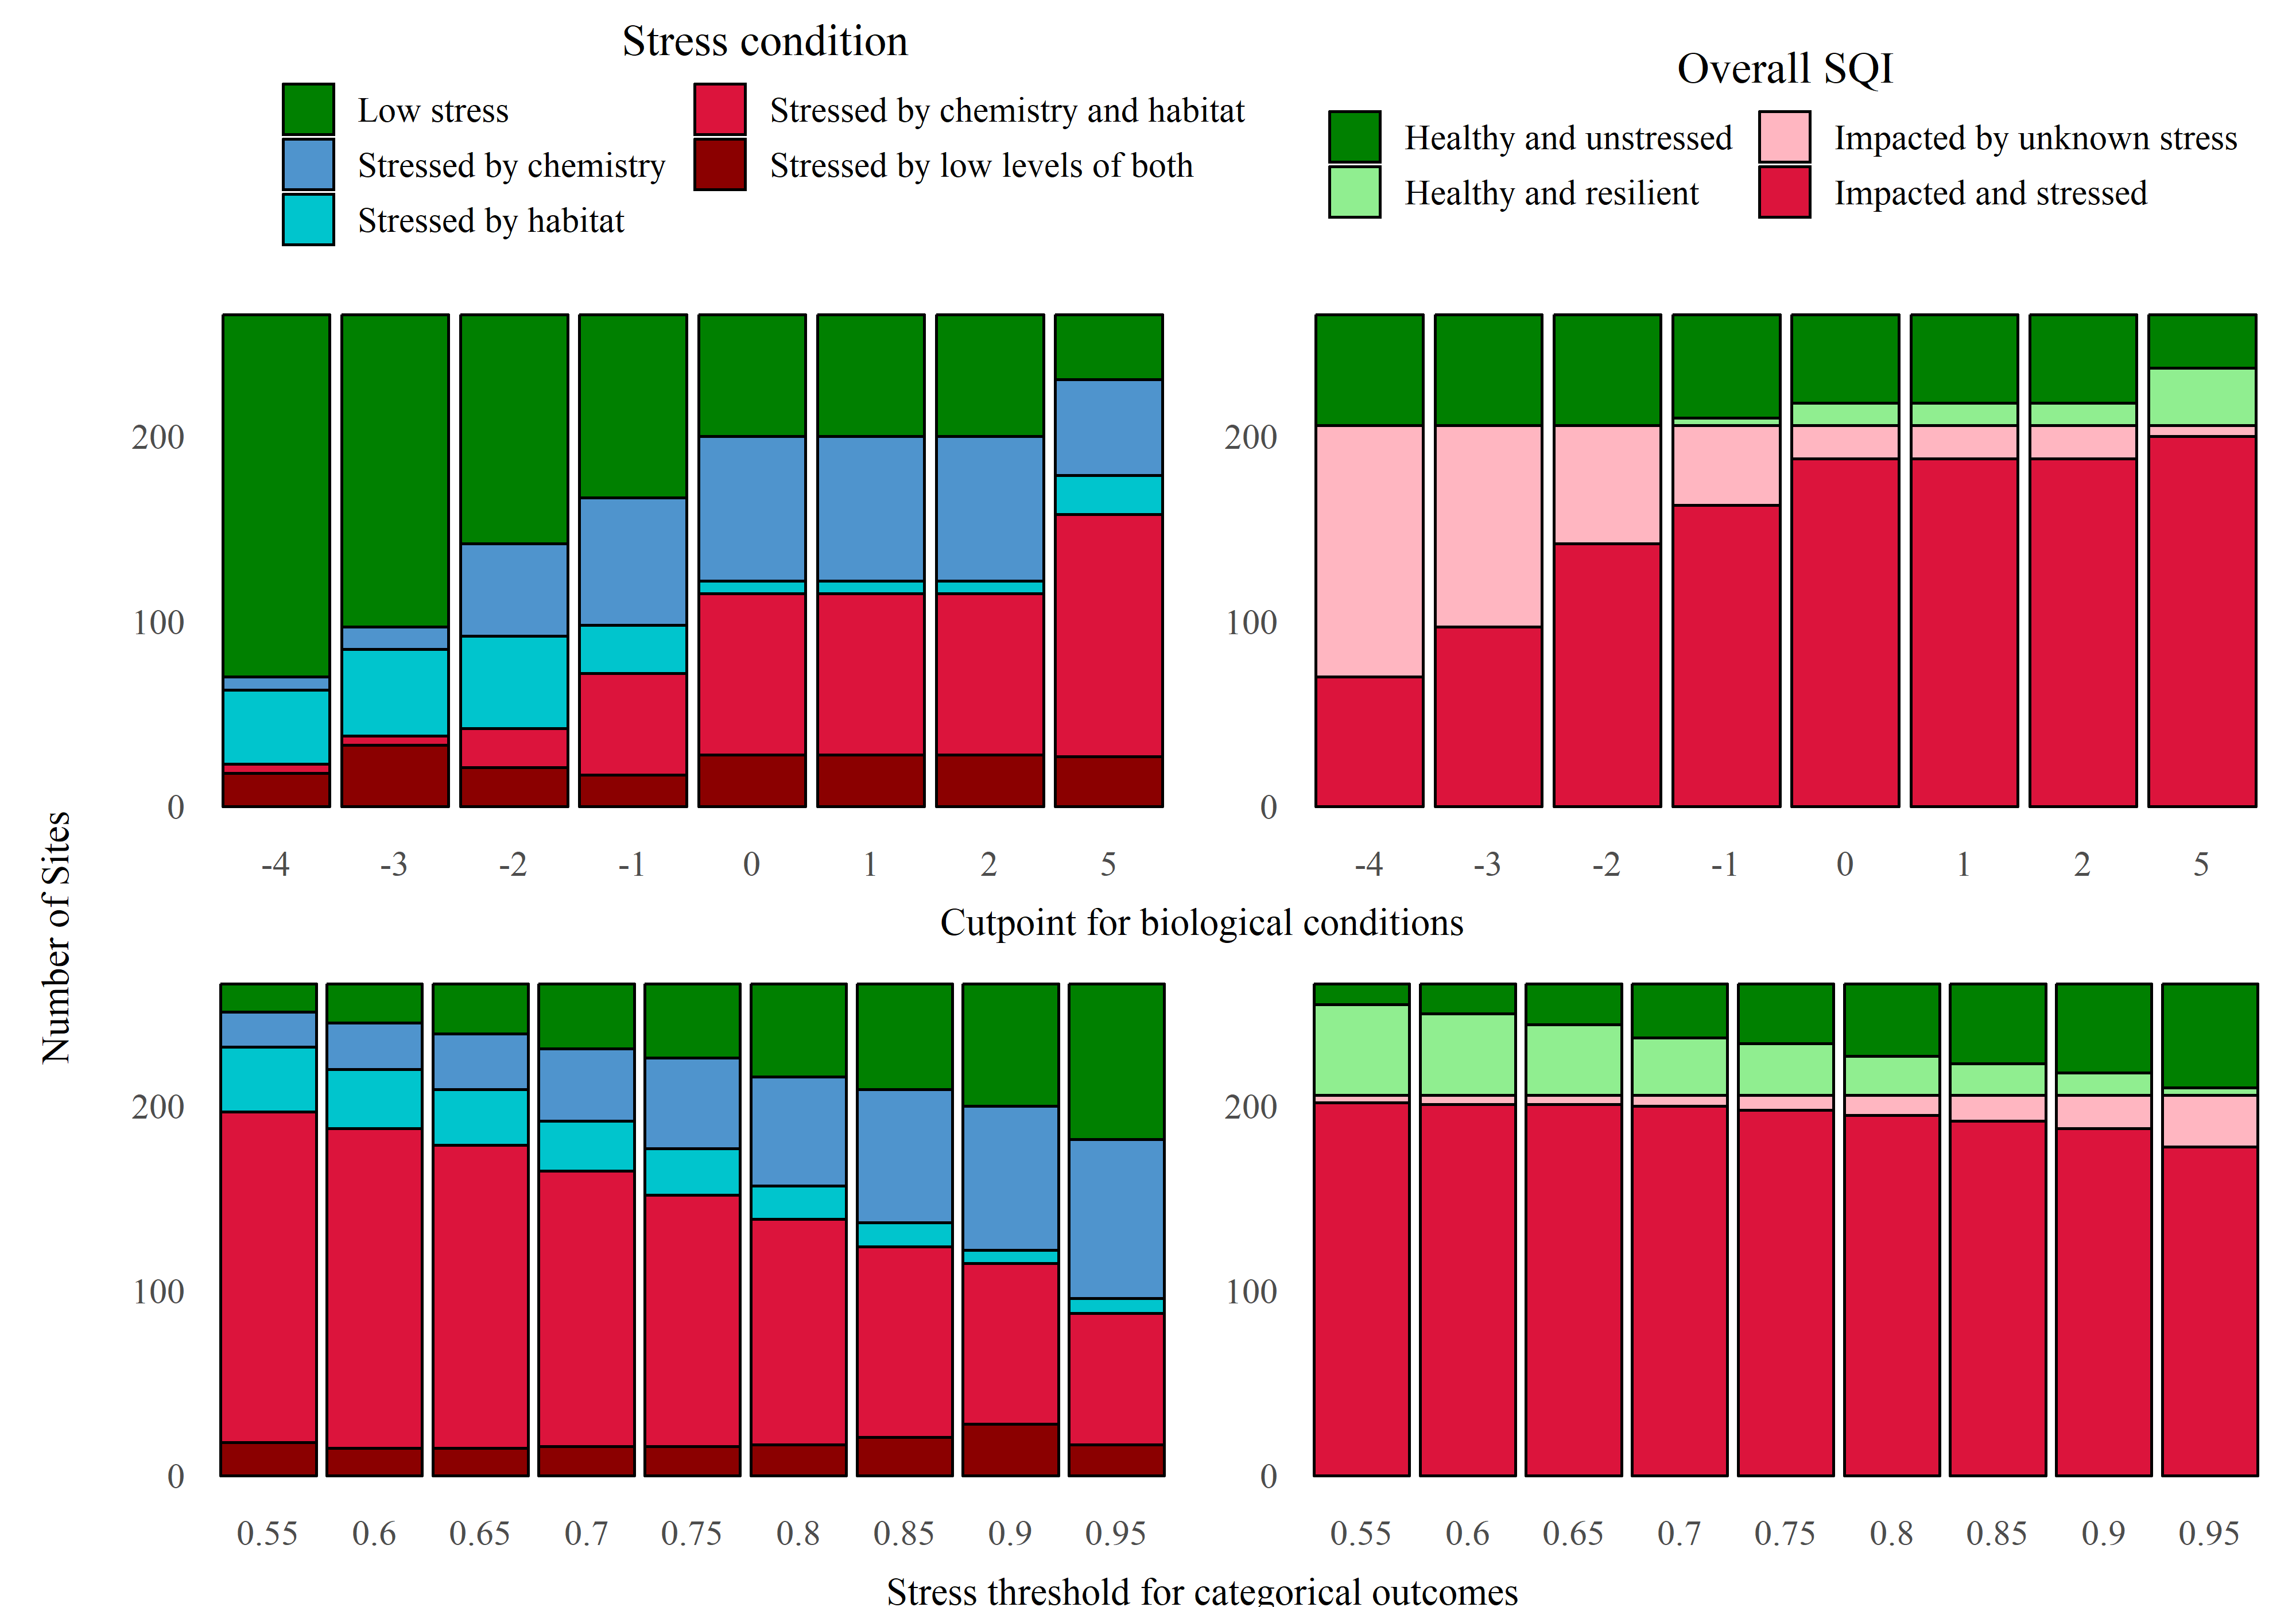 Stress condition
Low stress
Stressed by chemistry
Stressed by habitat
Stressed by chemistry and habitat
Stressed by low levels of both
Overall SQI
Healthy and unstressed
Healthy and resilient
Impacted by unknown stress
Impacted and stressed
Number of Sites
200
100
0
-4 -3 -2 -1 0 1 2 5
200
100
0
-4 -3 -2 -1 0 1 2 5
Cutpoint for biological conditions
200
100
0
0.55 0.6 0.65 0.7 0.75 0.8 0.85 0.9 0.95
200
100
0
0.55 0.6 0.65 0.7 0.75 0.8 0.85 0.9 0.95
Stress threshold for categorical outcomes